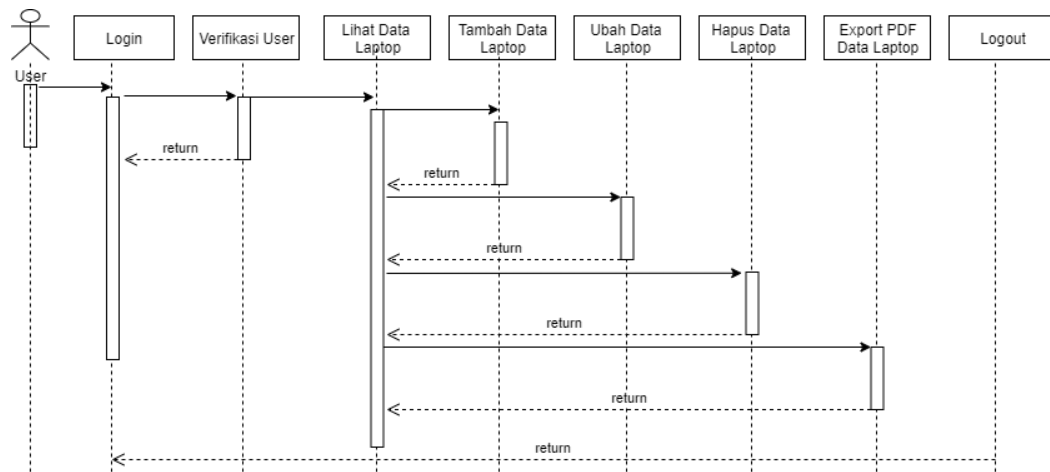 User
Login
Verifikasi User
Lihat Data
Laptop
Tambah Data
Laptop
Ubah Data
Laptop
Hapus Data
Laptop
Export PDF
Data Laptop
Logout
return
return
return
return
return
return